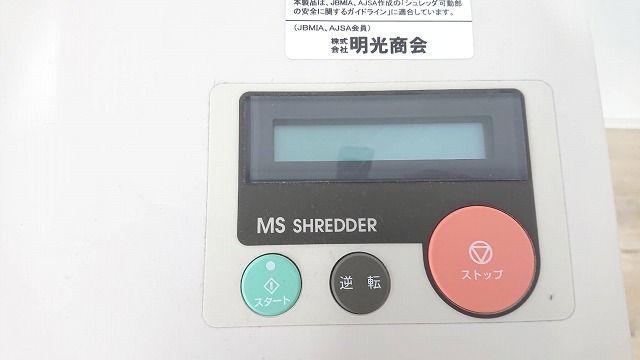 本製品は、JBMIA、AJSA作成の「シュレッダ可動部
の安全に関するガイドライン」に適合しています。
(JBMIA、AJSA会員)
株式会社 明光商会
MS SHREDDER
スタート
逆転
ストップ